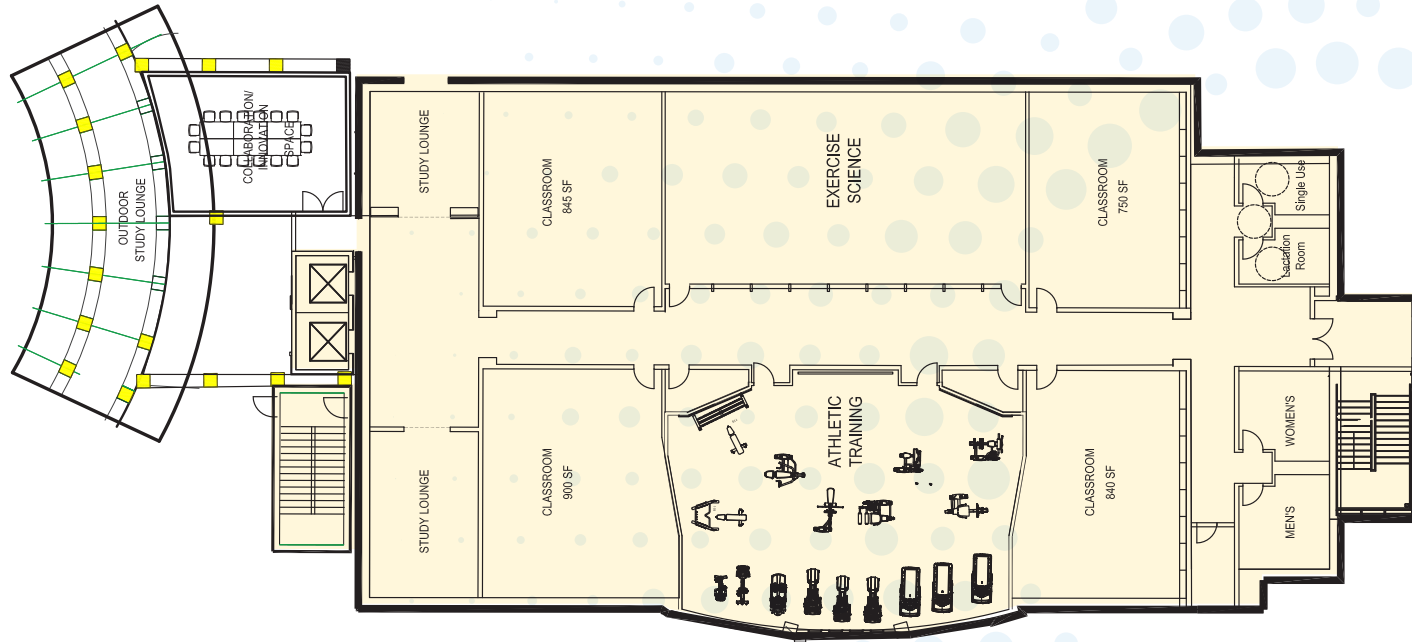 OUTDOOR
STUDY LOUNGE
COLLABORATION/
INNOVATION
SPACE
STUDY LOUNGE
CLASSROOM
845 SF
EXERCISE
SCIENCE
CLASSROOM
750 SF
Single Use
Lactation
Room
STUDY LOUNGE
CLASSROOM
900 SF
ATHLETIC
TRAINING
CLASSROOM
840 SF
WOMEN'S
MEN'S